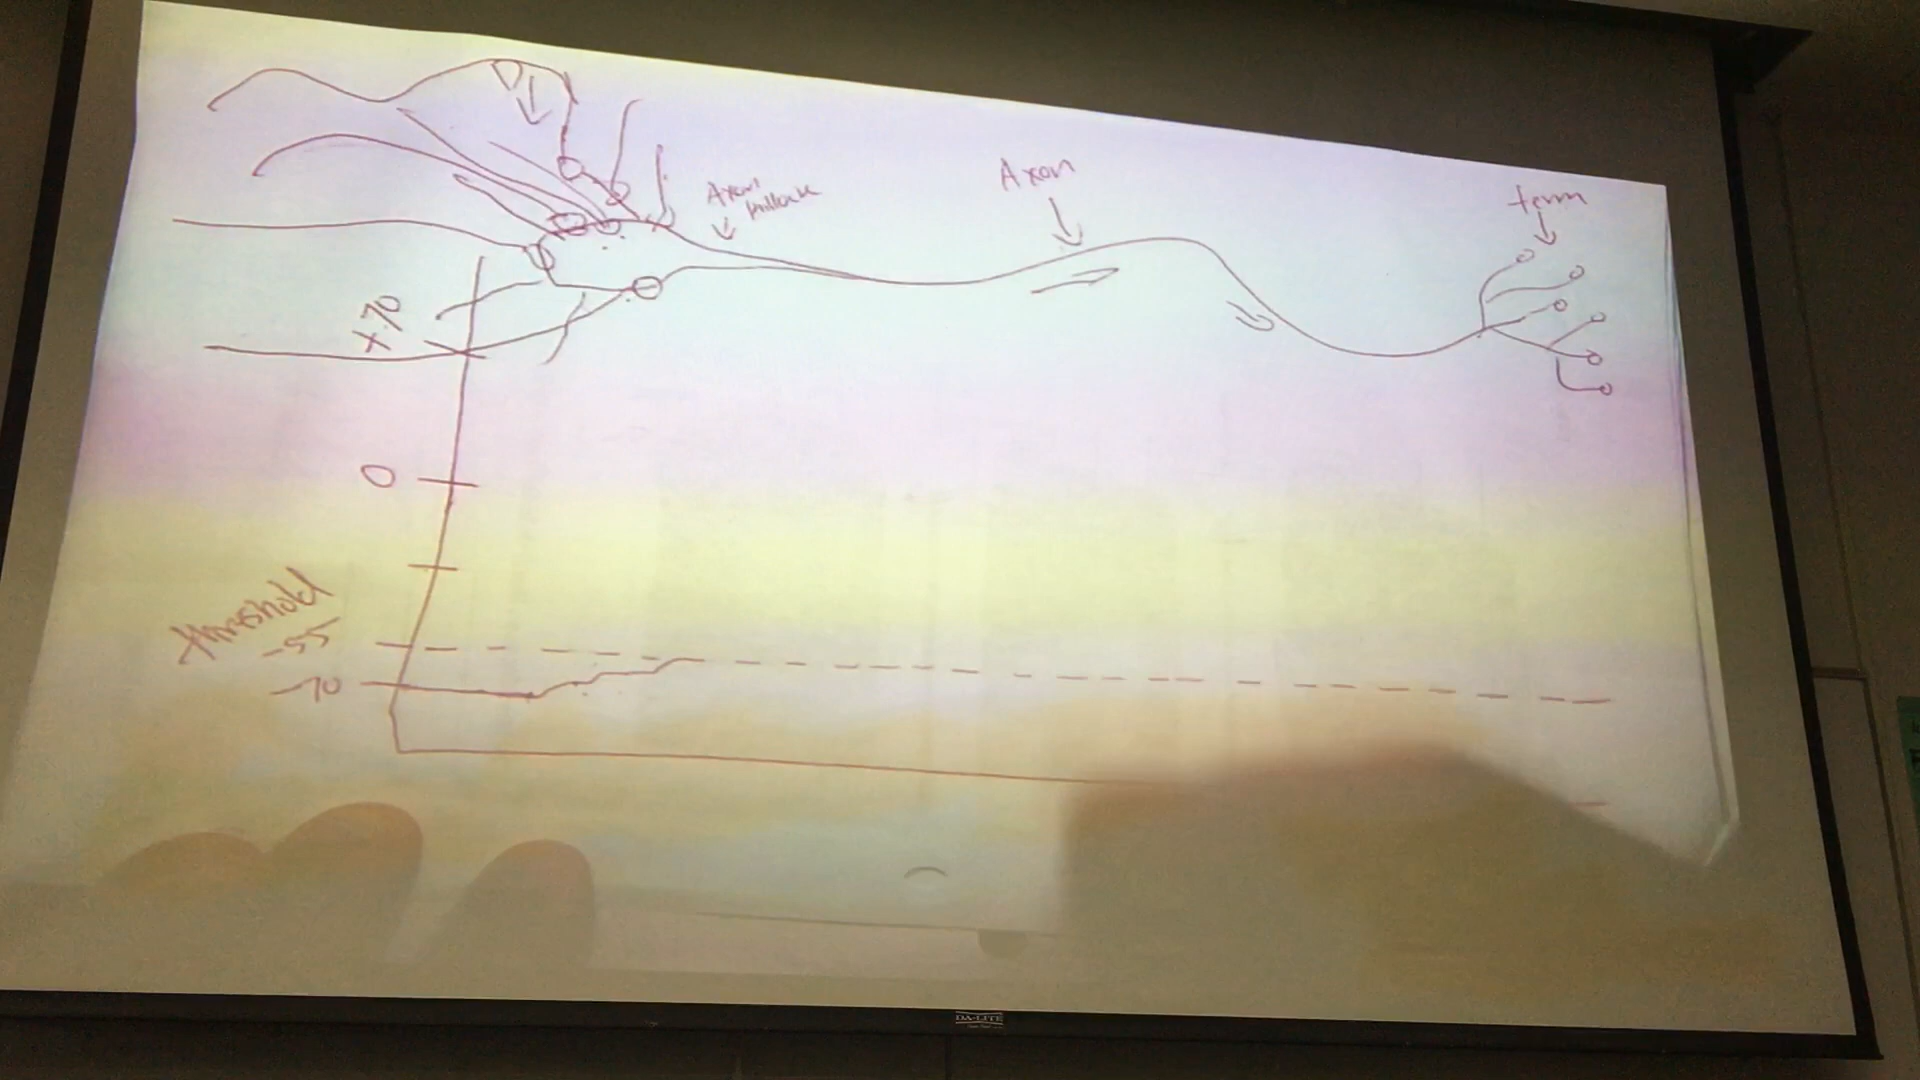 Axon
term
Axon
hillock
+70
0
threshold
-55
-70
DA-LITE